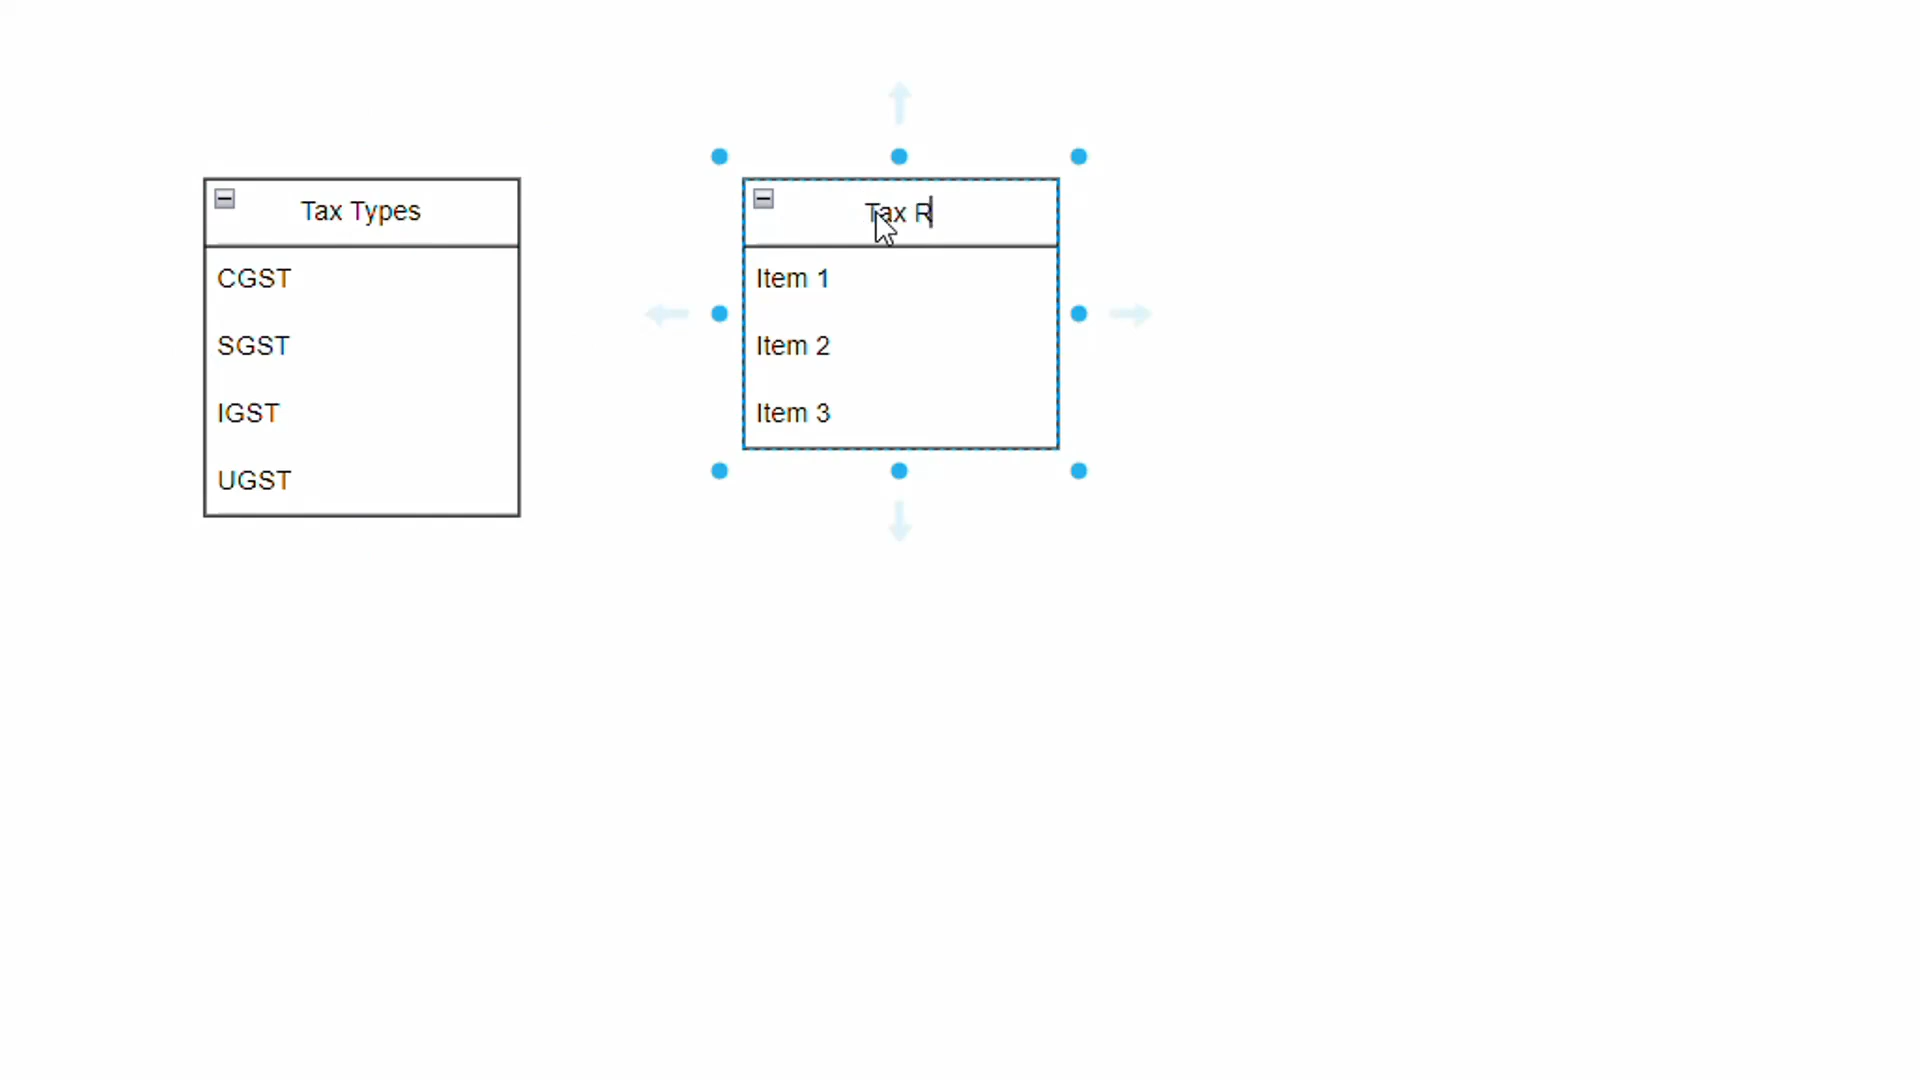 Tax Types
CGST
SGST
IGST
UGST
Tax R
Item 1
Item 2
Item 3